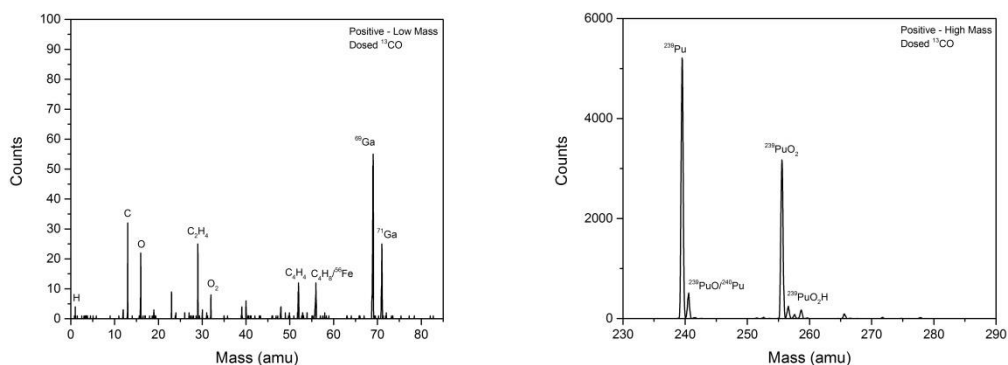 Positive - Low Mass
Dosed ¹³CO
100
90
80
70
60
50
40
30
20
10
0
Counts
H
C
O
C₂H₄
O₂
C₄H₄
C₄H₈/⁵⁶Fe
⁶⁹Ga
⁷¹Ga
0 10 20 30 40 50 60 70 80
Mass (amu)
Positive - High Mass
Dosed ¹³CO
6000
4000
2000
0
Counts
²³⁹Pu
²³⁹PuO/²⁴⁰Pu
²³⁹PuO₂
²³⁹PuO₂H
230 240 250 260 270 280 290
Mass (amu)